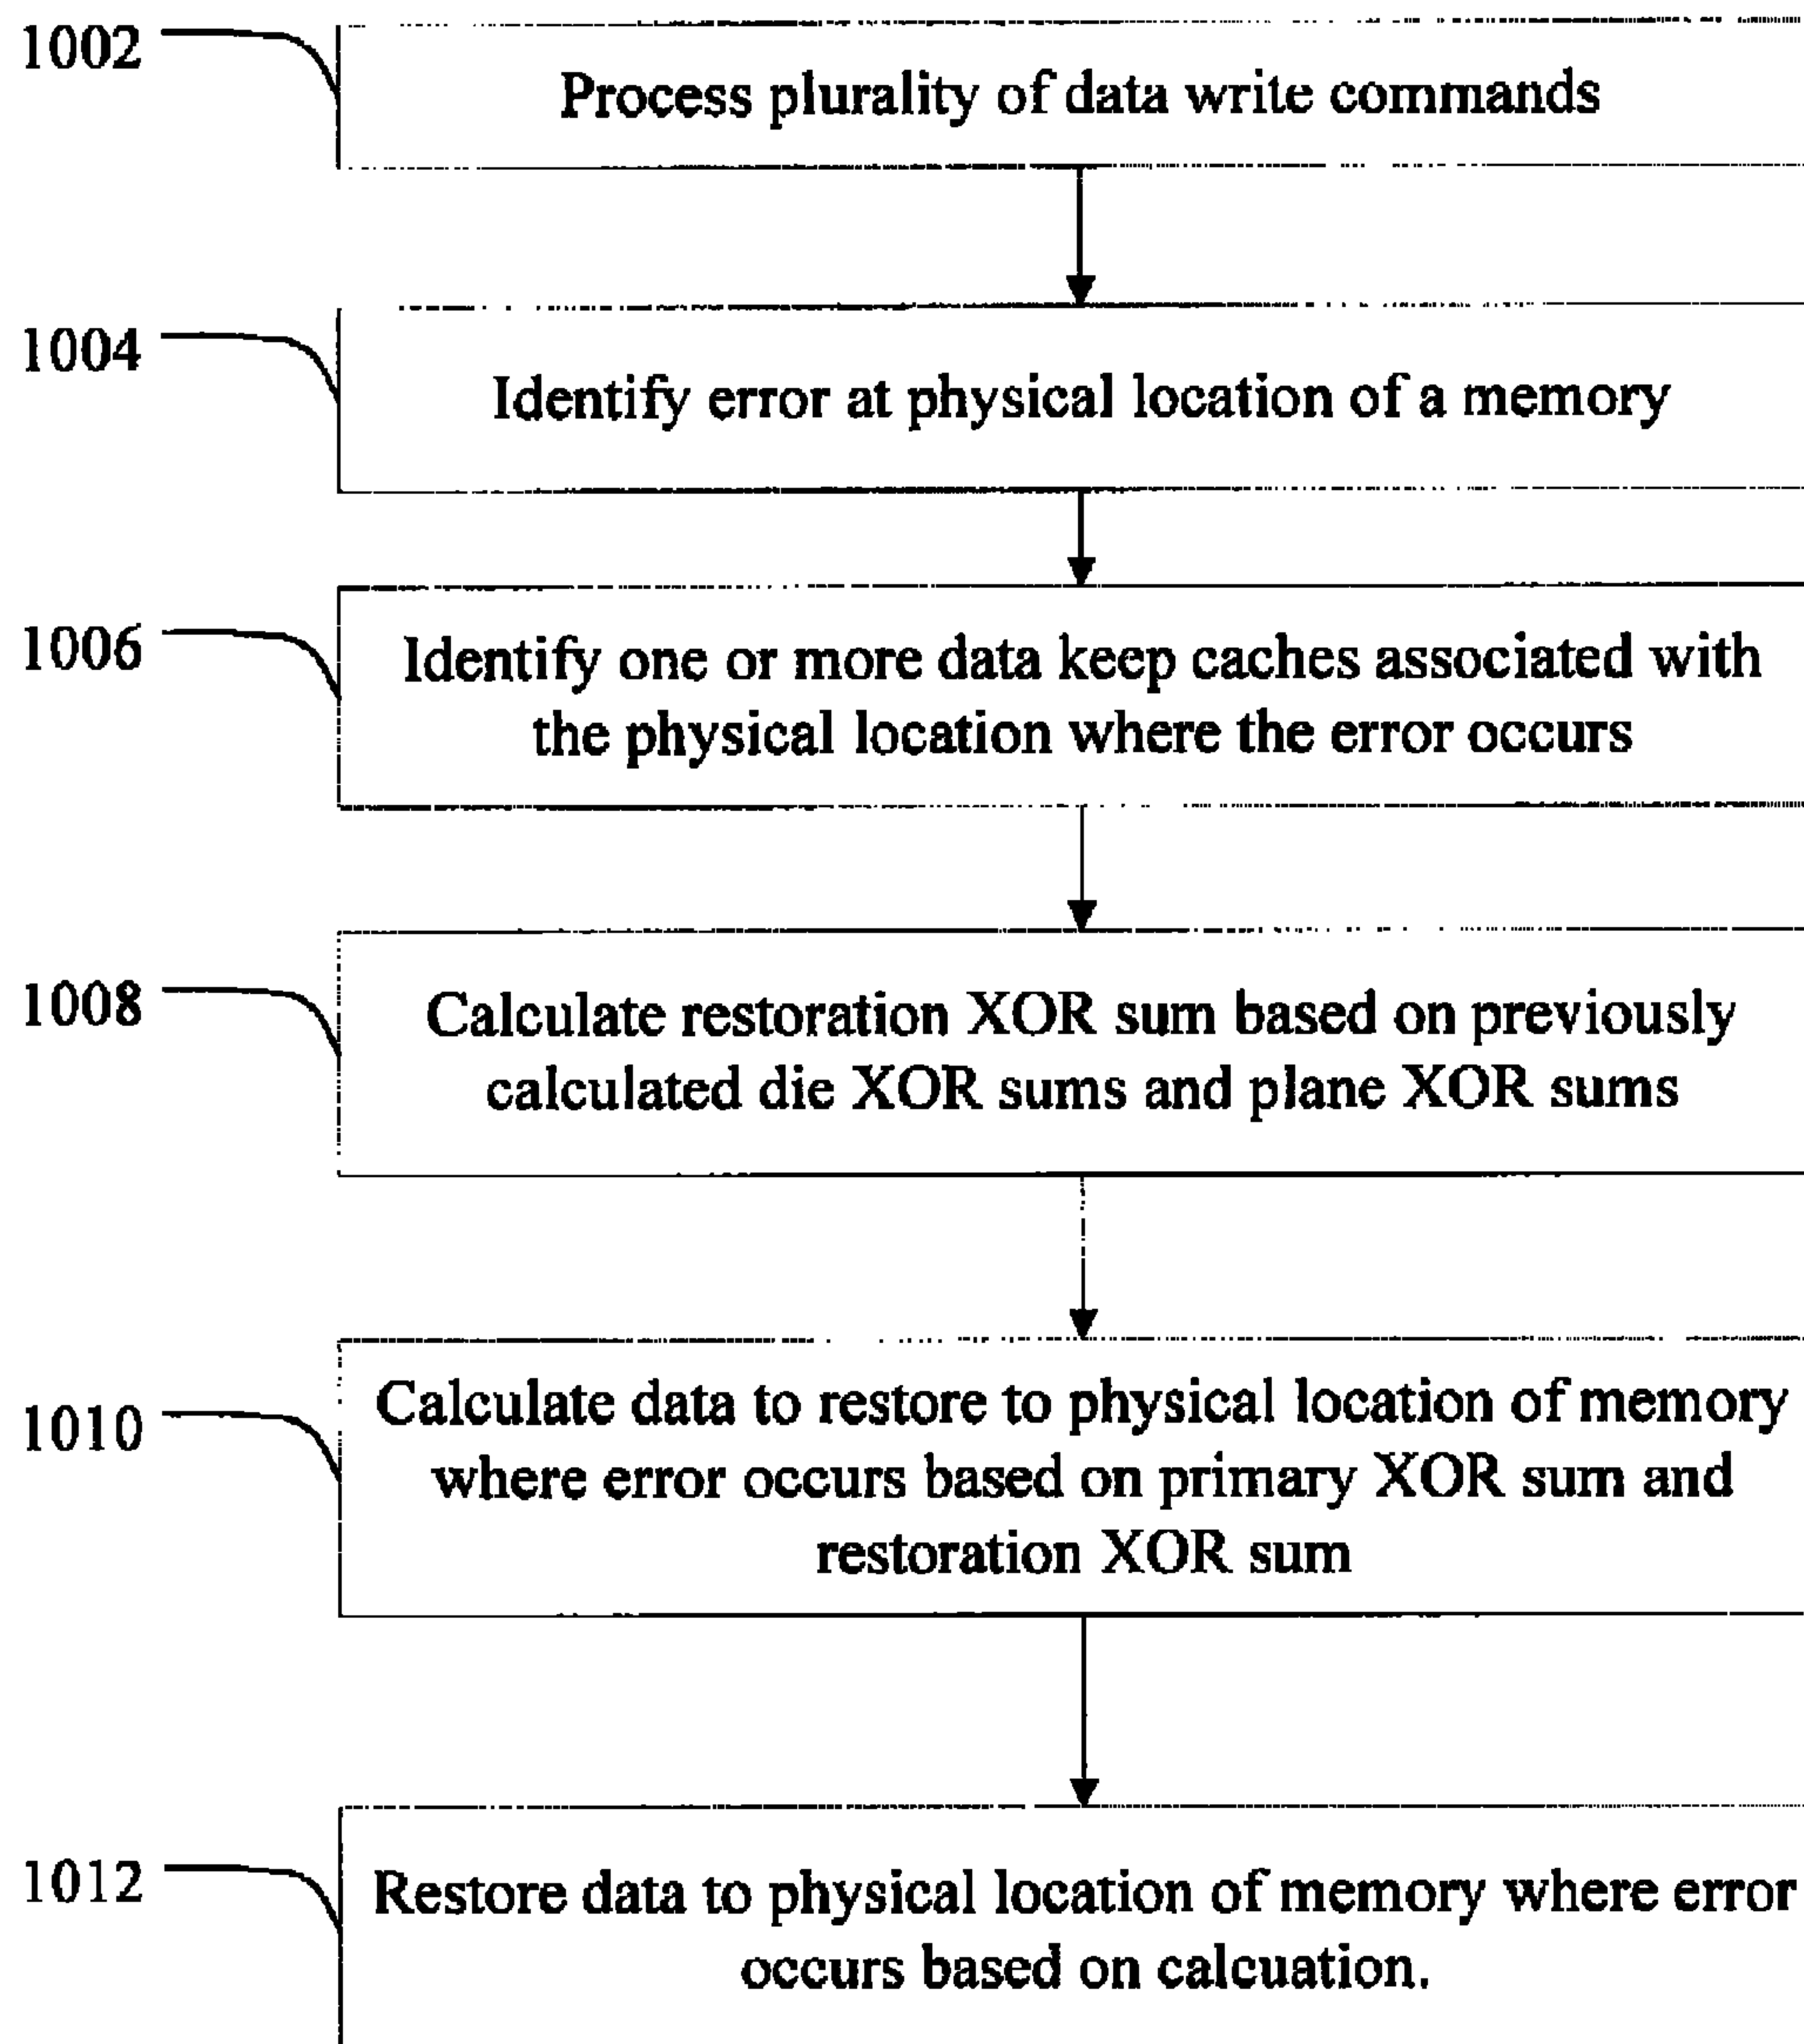 1002
Process plurality of data write commands
1004
Identify error at physical location of a memory
1006
Identify one or more data keep caches associated with
the physical location where the error occurs
1008
Calculate restoration XOR sum based on previously
calculated die XOR sums and plane XOR sums
1010
Calculate data to restore to physical location of memory
where error occurs based on primary XOR sum and
restoration XOR sum
1012
Restore data to physical location of memory where error
occurs based on calcuation.